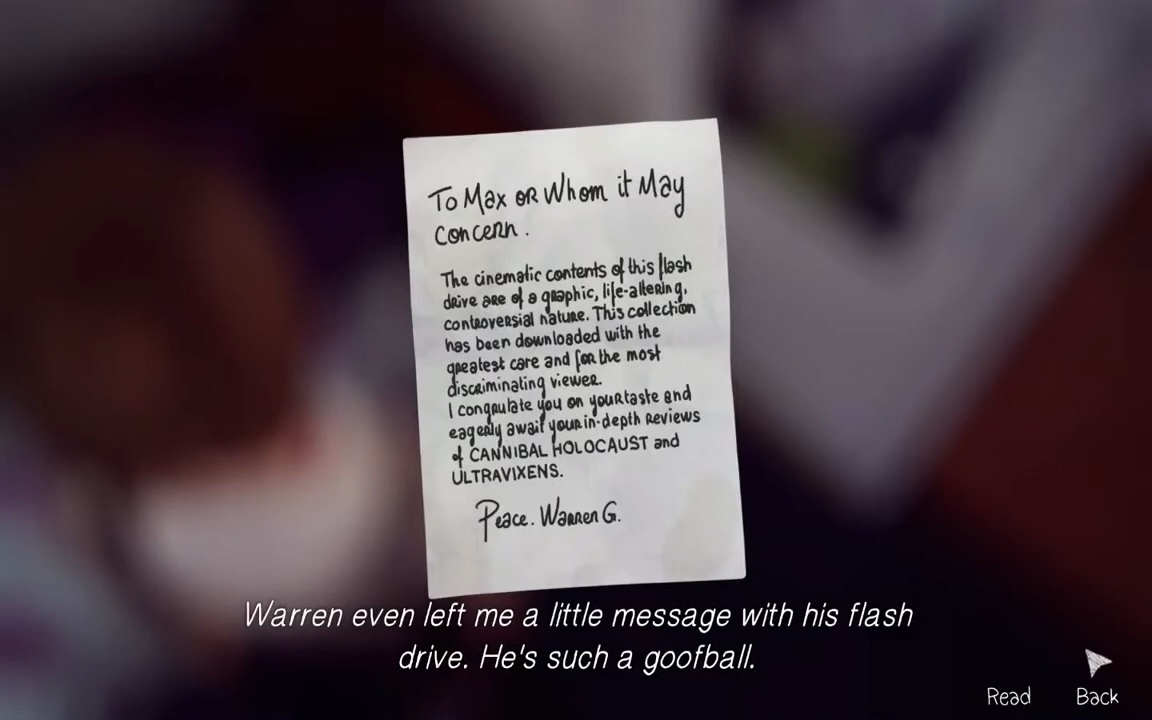 To Max or Whom it May
Concern.
The cinematic contents of this flash
drive are of a graphic, life-altering,
controversial nature. This collection
has been downloaded with the
greatest care and for the most
discriminating viewer.
I congrulate you on your taste and
eagerly await your in-depth Reviews
of CANNIBAL HOLOCAUST and
ULTRAVIXENS.
Peace. Warren G.
Warren even left me a little message with his flash
drive. He's such a goofball.
Read
Back